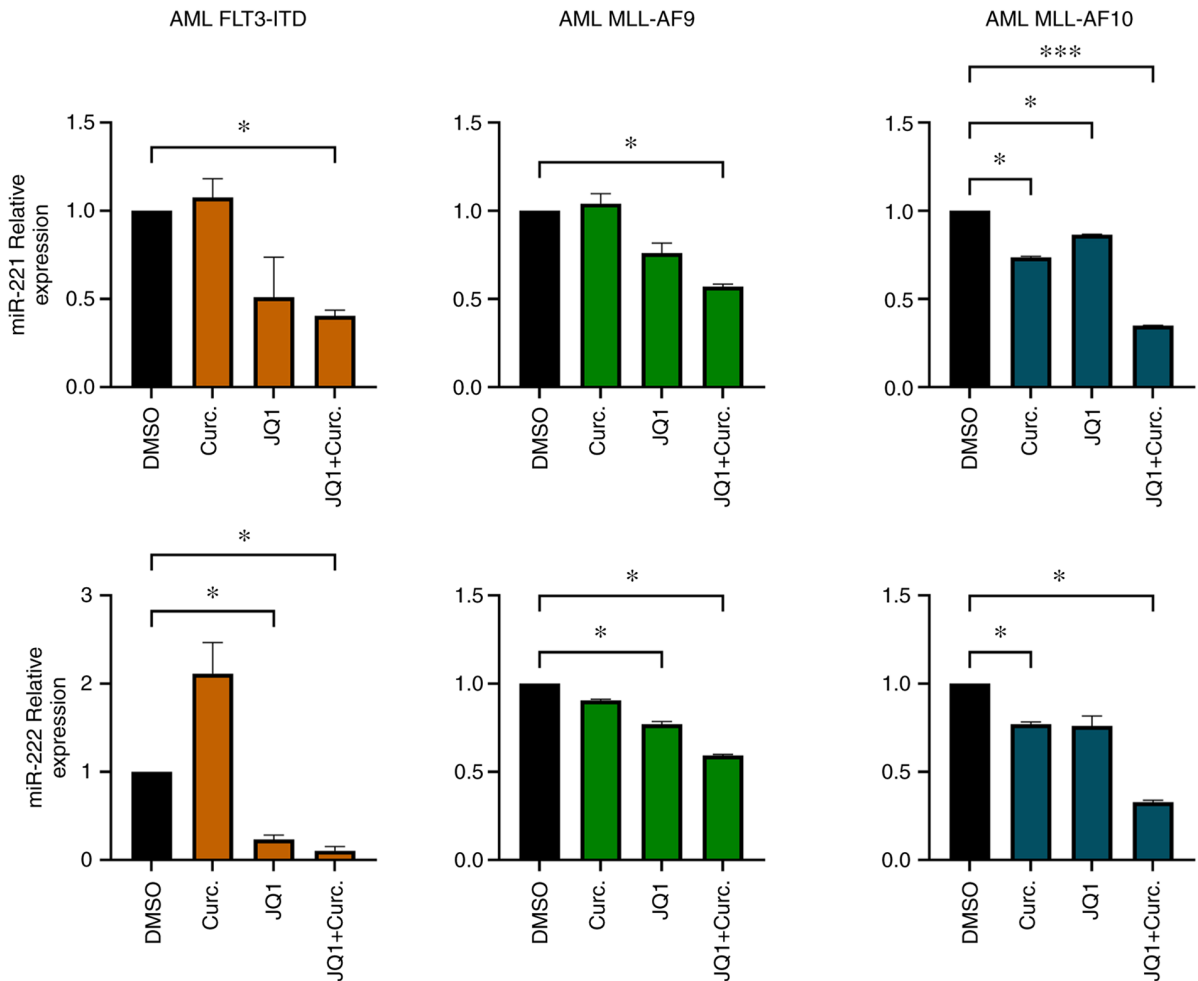 AML FLT3-ITD
AML MLL-AF9
AML MLL-AF10
miR-221 Relative
expression
1.5
1.0
0.5
0.0
*
DMSO
Curc.
JQ1
JQ1+Curc.
1.5
1.0
0.5
0.0
*
DMSO
Curc.
JQ1
JQ1+Curc.
1.5
1.0
0.5
0.0
***
*
*
DMSO
Curc.
JQ1
JQ1+Curc.
miR-222 Relative
expression
3
2
1
0
*
*
DMSO
Curc.
JQ1
JQ1+Curc.
1.5
1.0
0.5
0.0
*
*
DMSO
Curc.
JQ1
JQ1+Curc.
1.5
1.0
0.5
0.0
*
*
DMSO
Curc.
JQ1
JQ1+Curc.